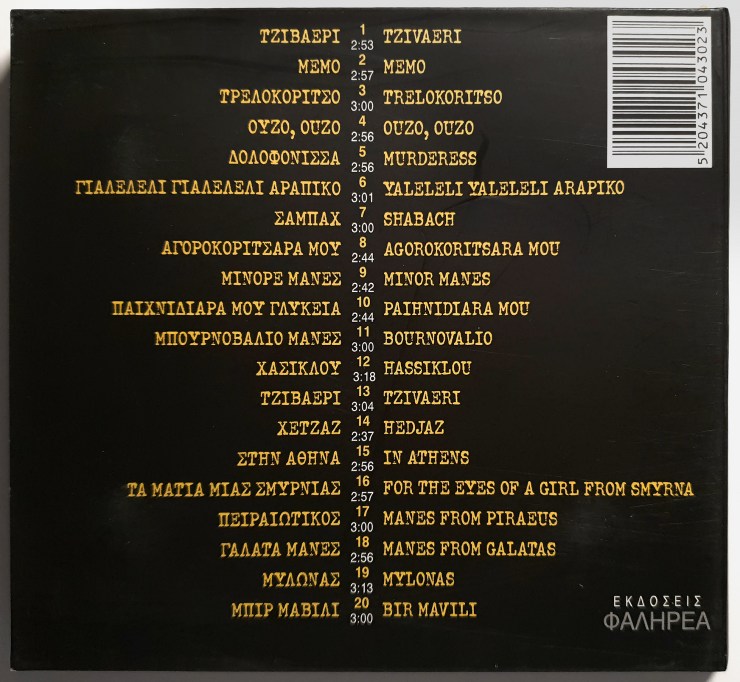 ΤΖΙΒΑΕΡΙ 1 2:53 TZIVAERI
ΜΕΜΟ 2 2:57 MEMO
ΤΡΕΛΟΚΟΡΙΤΣΟ 3 3:00 TRELOKORITSO
ΟΥΖΟ, ΟΥΖΟ 4 2:56 OUZO, OUZO
ΔΟΛΟΦΟΝΙΣΣΑ 5 2:56 MURDERESS
ΓΙΑΛΕΛΕΛΙ ΓΙΑΛΕΛΕΛΙ ΑΡΑΠΙΚΟ 6 3:01 YALELELI YALELELI ARAPIKO
ΣΑΜΠΑΧ 7 3:00 SHABACH
ΑΓΟΡΟΚΟΡΙΤΣΑΡΑ ΜΟΥ 8 2:44 AGOROKORITSARA MOU
ΜΙΝΟΡΕ ΜΑΝΕΣ 9 2:42 MINOR MANES
ΠΑΙΧΝΙΔΙΑΡΑ ΜΟΥ ΓΛΥΚΕΙΑ 10 2:44 PAIHNIDIARA MOU
ΜΠΟΥΡΝΟΒΑΛΙΟ ΜΑΝΕΣ 11 3:00 BOURNOVALIO
ΧΑΣΙΚΛΟΥ 12 3:18 HASSIKLOU
ΤΖΙΒΑΕΡΙ 13 3:04 TZIVAERI
ΧΕΤΖΑΖ 14 2:37 HEDJAZ
ΣΤΗΝ ΑΘΗΝΑ 15 2:56 IN ATHENS
ΤΑ ΜΑΤΙΑ ΜΙΑΣ ΣΜΥΡΝΙΑΣ 16 2:57 FOR THE EYES OF A GIRL FROM SMYRNA
ΠΕΙΡΑΙΩΤΙΚΟΣ 17 3:00 MANES FROM PIRAEUS
ΓΑΛΑΤΑ ΜΑΝΕΣ 18 2:56 MANES FROM GALATAS
ΜΥΛΩΝΑΣ 19 3:13 MYLONAS
ΜΠΙΡ ΜΑΒΙΛΙ 20 3:00 BIR MAVILI
5 204371 043023
ΕΚΔΟΣΕΙΣ
ΦΑΛΗΡΕΑ